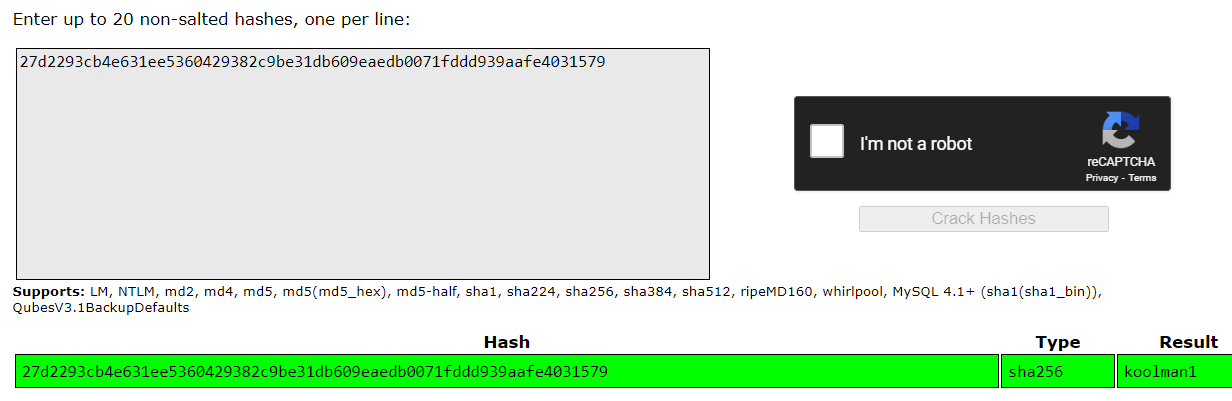 Enter up to 20 non-salted hashes, one per line:
27d2293cb4e631ee5360429382c9be31db609eaedb0071fddd939aafe4031579
I'm not a robot
reCAPTCHA
Privacy - Terms
Crack Hashes
Supports: LM, NTLM, md2, md4, md5, md5(md5_hex), md5-half, sha1, sha224, sha256, sha384, sha512, ripeMD160, whirlpool, MySQL 4.1+ (sha1(sha1_bin)),
QubesV3.1BackupDefaults
Hash Type Result
27d2293cb4e631ee5360429382c9be31db609eaedb0071fddd939aafe4031579 sha256 koolman1